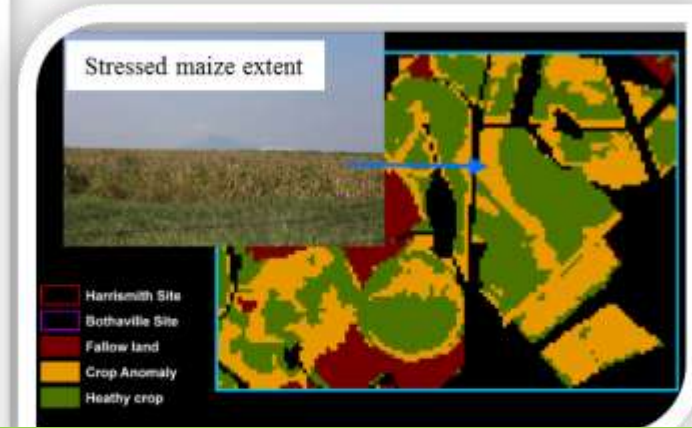 Stressed maize extent
Harrismith Site
Bothaville Site
Fallow land
Crop Anomaly
Heathy crop